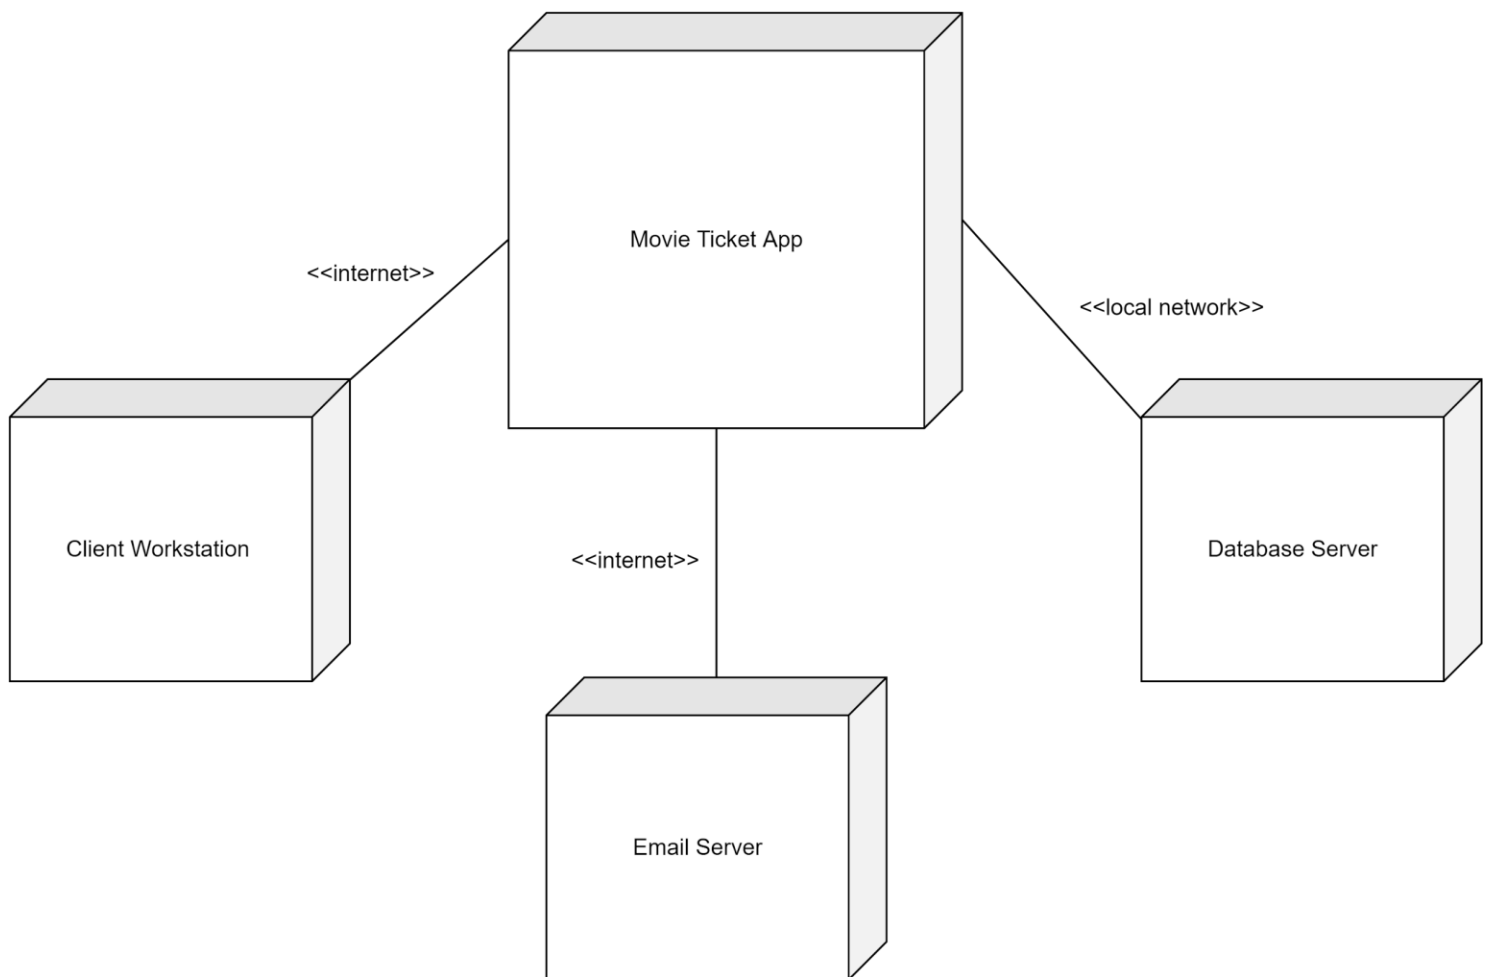 Movie Ticket App
<<internet>>
<<local network>>
Client Workstation
<<internet>>
Database Server
Email Server